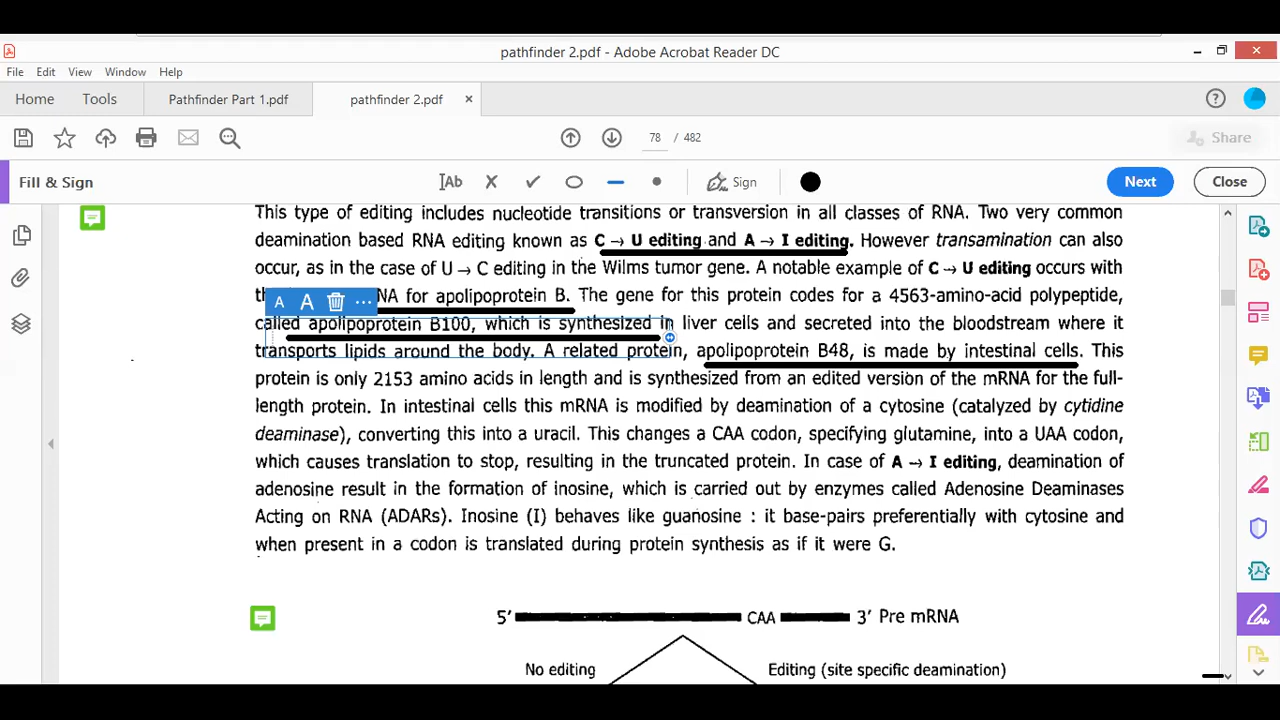 pathfinder 2.pdf - Adobe Acrobat Reader DC
File Edit View Window Help
Home Tools Pathfinder Part 1.pdf pathfinder 2.pdf ×
78 / 482 Share
Fill & Sign Ab Sign Next Close
This type of editing includes nucleotide transitions or transversion in all classes of RNA. Two very common
deamination based RNA editing known as C → U editing and A → I editing. However transamination can also
occur, as in the case of U → C editing in the Wilms tumor gene. A notable example of C → U editing occurs with
A A ... NA for apolipoprotein B. The gene for this protein codes for a 4563-amino-acid polypeptide,
called apolipoprotein B100, which is synthesized in liver cells and secreted into the bloodstream where it
transports lipids around the body. A related protein, apolipoprotein B48, is made by intestinal cells. This
protein is only 2153 amino acids in length and is synthesized from an edited version of the mRNA for the full-
length protein. In intestinal cells this mRNA is modified by deamination of a cytosine (catalyzed by cytidine
deaminase), converting this into a uracil. This changes a CAA codon, specifying glutamine, into a UAA codon,
which causes translation to stop, resulting in the truncated protein. In case of A → I editing, deamination of
adenosine result in the formation of inosine, which is carried out by enzymes called Adenosine Deaminases
Acting on RNA (ADARs). Inosine (I) behaves like guanosine : it base-pairs preferentially with cytosine and
when present in a codon is translated during protein synthesis as if it were G.
5′ CAA 3′ Pre mRNA
No editing Editing (site specific deamination)